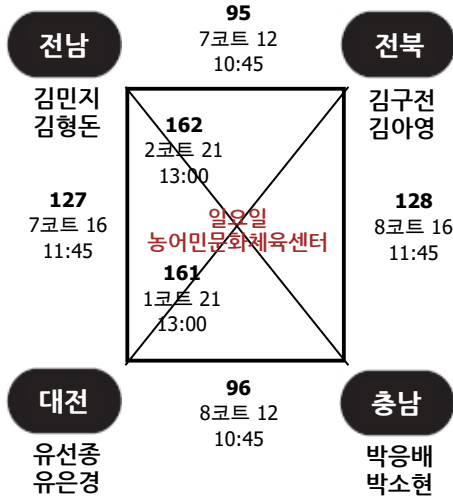 95
7코트 12
10:45
전남
전북
김민지
김형돈
김구전
김아영
162
2코트 21
13:00
127
7코트 16
11:45
128
8코트 16
11:45
일요일
농어민문화체육센터
161
1코트 21
13:00
대전
충남
96
8코트 12
10:45
유선종
유은경
박응배
박소현